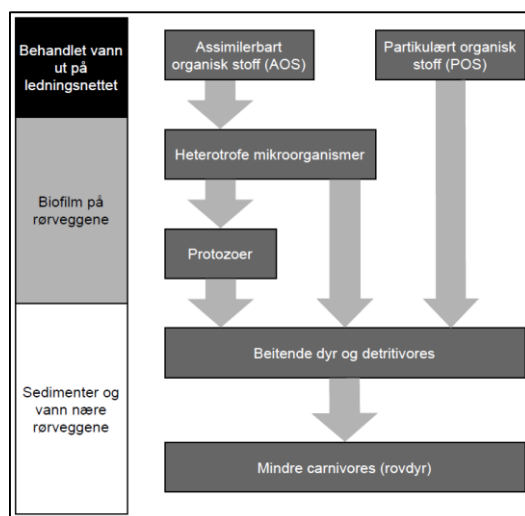 Behandlet vann
ut på
ledningsnettet
Assimilerbart
organisk stoff (AOS)
Partikulært organisk
stoff (POS)
Biofilm på
rørveggene
Heterotrofe mikroorganismer
Protozoer
Sedimenter og
vann nære
rørveggene
Beitende dyr og detritivores
Mindre carnivores (rovdyr)